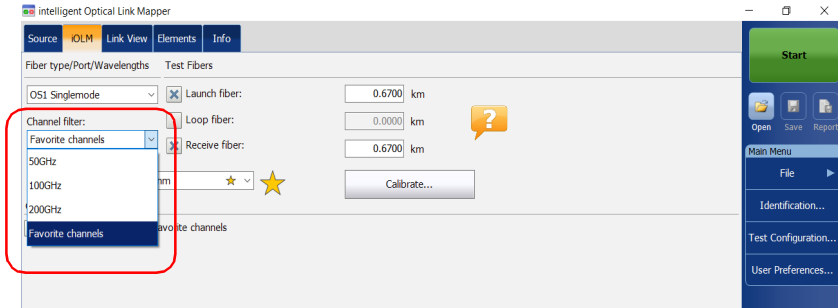 intelligent Optical Link Mapper
Source iOLM Link View Elements Info
Fiber type/Port/Wavelengths Test Fibers
OS1 Singlemode
Launch fiber: 0.6700 km
Channel filter:
Loop fiber: 0.0000 km
Favorite channels
Receive fiber: 0.6700 km
50GHz
100GHz
nm
Calibrate...
200GHz
Favorite channels
avorite channels
Start
Open Save Report
Main Menu
File
Identification...
Test Configuration...
User Preferences...